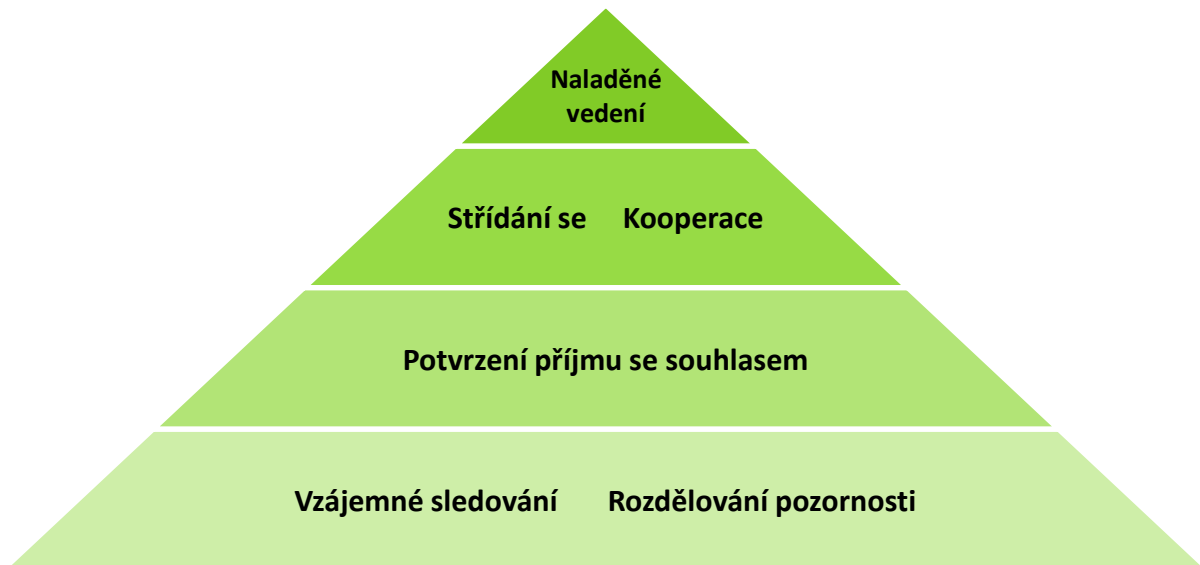 Naladěné
vedení
Střídání se Kooperace
Potvrzení příjmu se souhlasem
Vzájemné sledování Rozdělování pozornosti